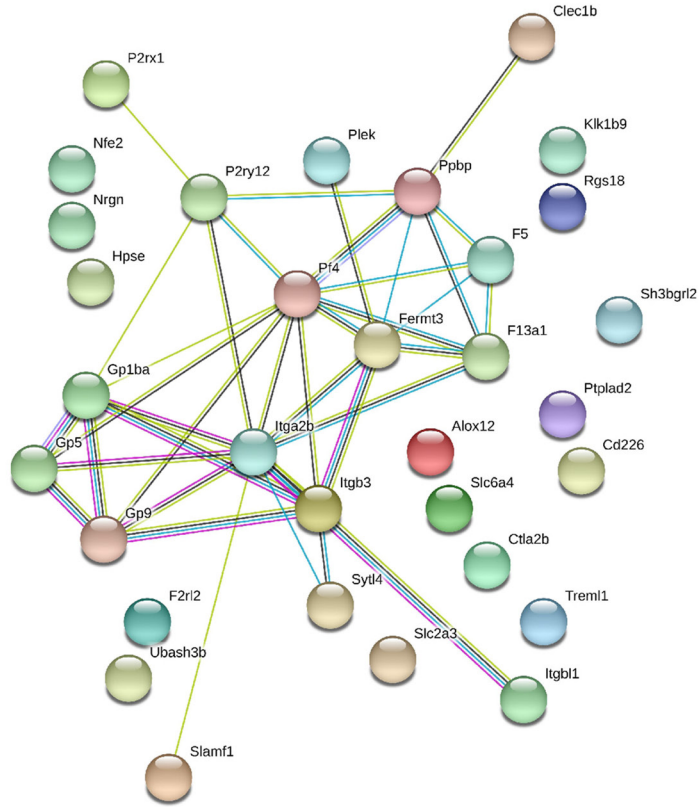 Clec1b
P2rx1
Klk1b9
Plek
Nfe2
P2ry12
Ppbp
Rgs18
Nrgn
F5
Hpse
Pf4
Sh3bgrl2
Fermt3
F13a1
Gp1ba
Ptplad2
Itga2b
Alox12
Gp5
Cd226
Itgb3
Slc6a4
Gp9
Ctla2b
Sytl4
F2rl2
Treml1
Slc2a3
Ubash3b
Itgbl1
Slamf1